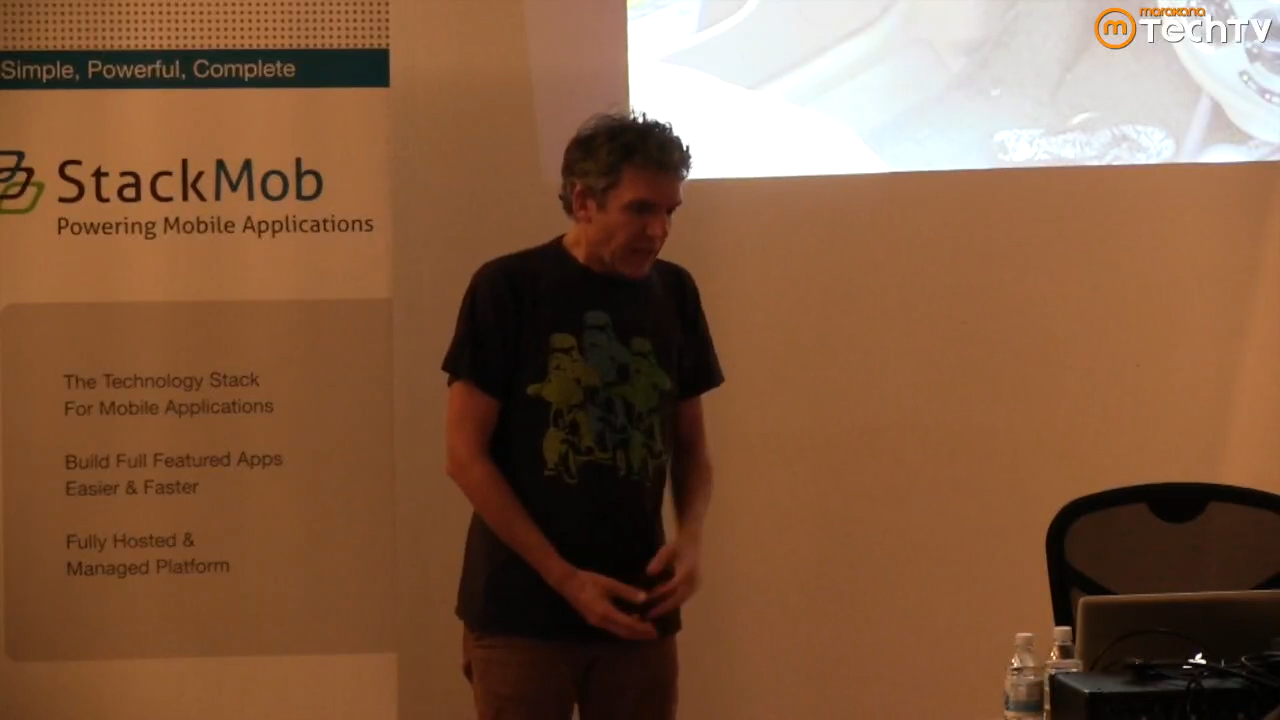 Simple, Powerful, Complete
StackMob
Powering Mobile Applications
The Technology Stack
For Mobile Applications
Build Full Featured Apps
Easier & Faster
Fully Hosted &
Managed Platform
m marakana
TechTV